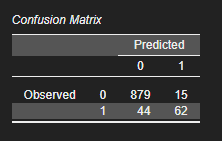 Confusion Matrix
Predicted
0 1
Observed 0 879 15
1 44 62